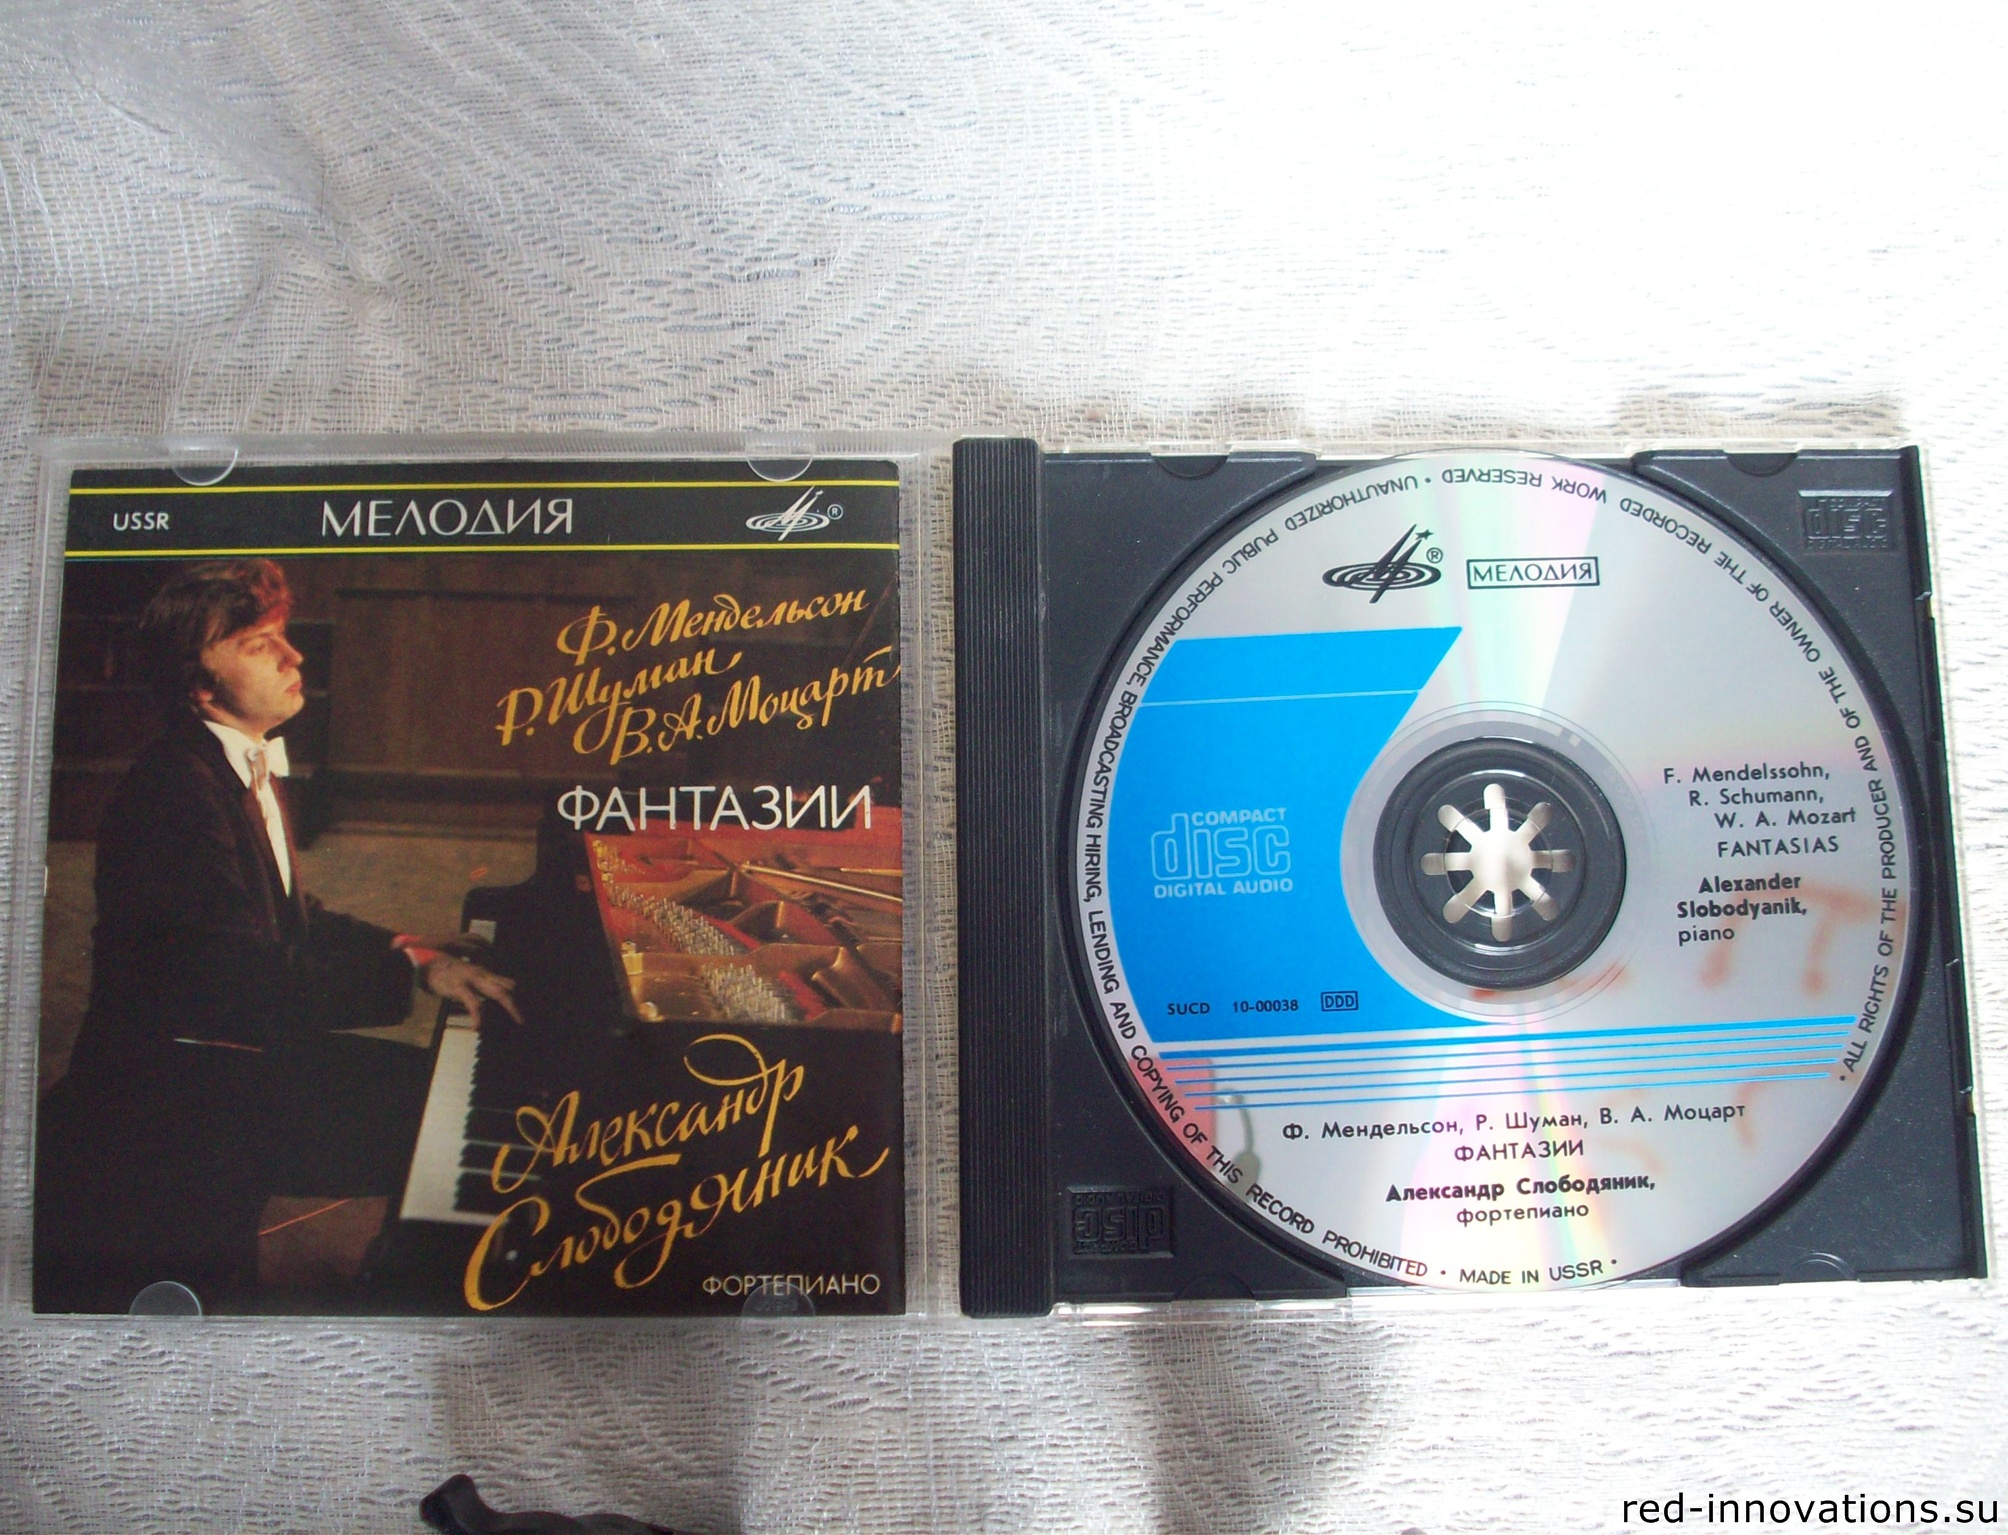 USSR
МЕЛОДИЯ
®
Ф. Мендельсон
Р. Шуман
В. А. Моцарт
ФАНТАЗИИ
Александр
Слободяник
ФОРТЕПИАНО
®
МЕЛОДИЯ
COMPACT
disc
DIGITAL AUDIO
F. Mendelssohn,
R. Schumann,
W. A. Mozart
FANTASIAS
Alexander
Slobodyanik,
piano
SUCD 10-00038 DDD
Ф. Мендельсон, Р. Шуман, В. А. Моцарт
ФАНТАЗИИ
Александр Слободяник,
фортепиано
• ALL RIGHTS OF THE PRODUCER AND OF THE OWNER OF THE RECORDED WORK RESERVED • UNAUTHORIZED PUBLIC PERFORMANCE, BROADCASTING HIRING, LENDING AND COPYING OF THIS RECORD PROHIBITED • MADE IN USSR •
disc
disc
red-innovations.su